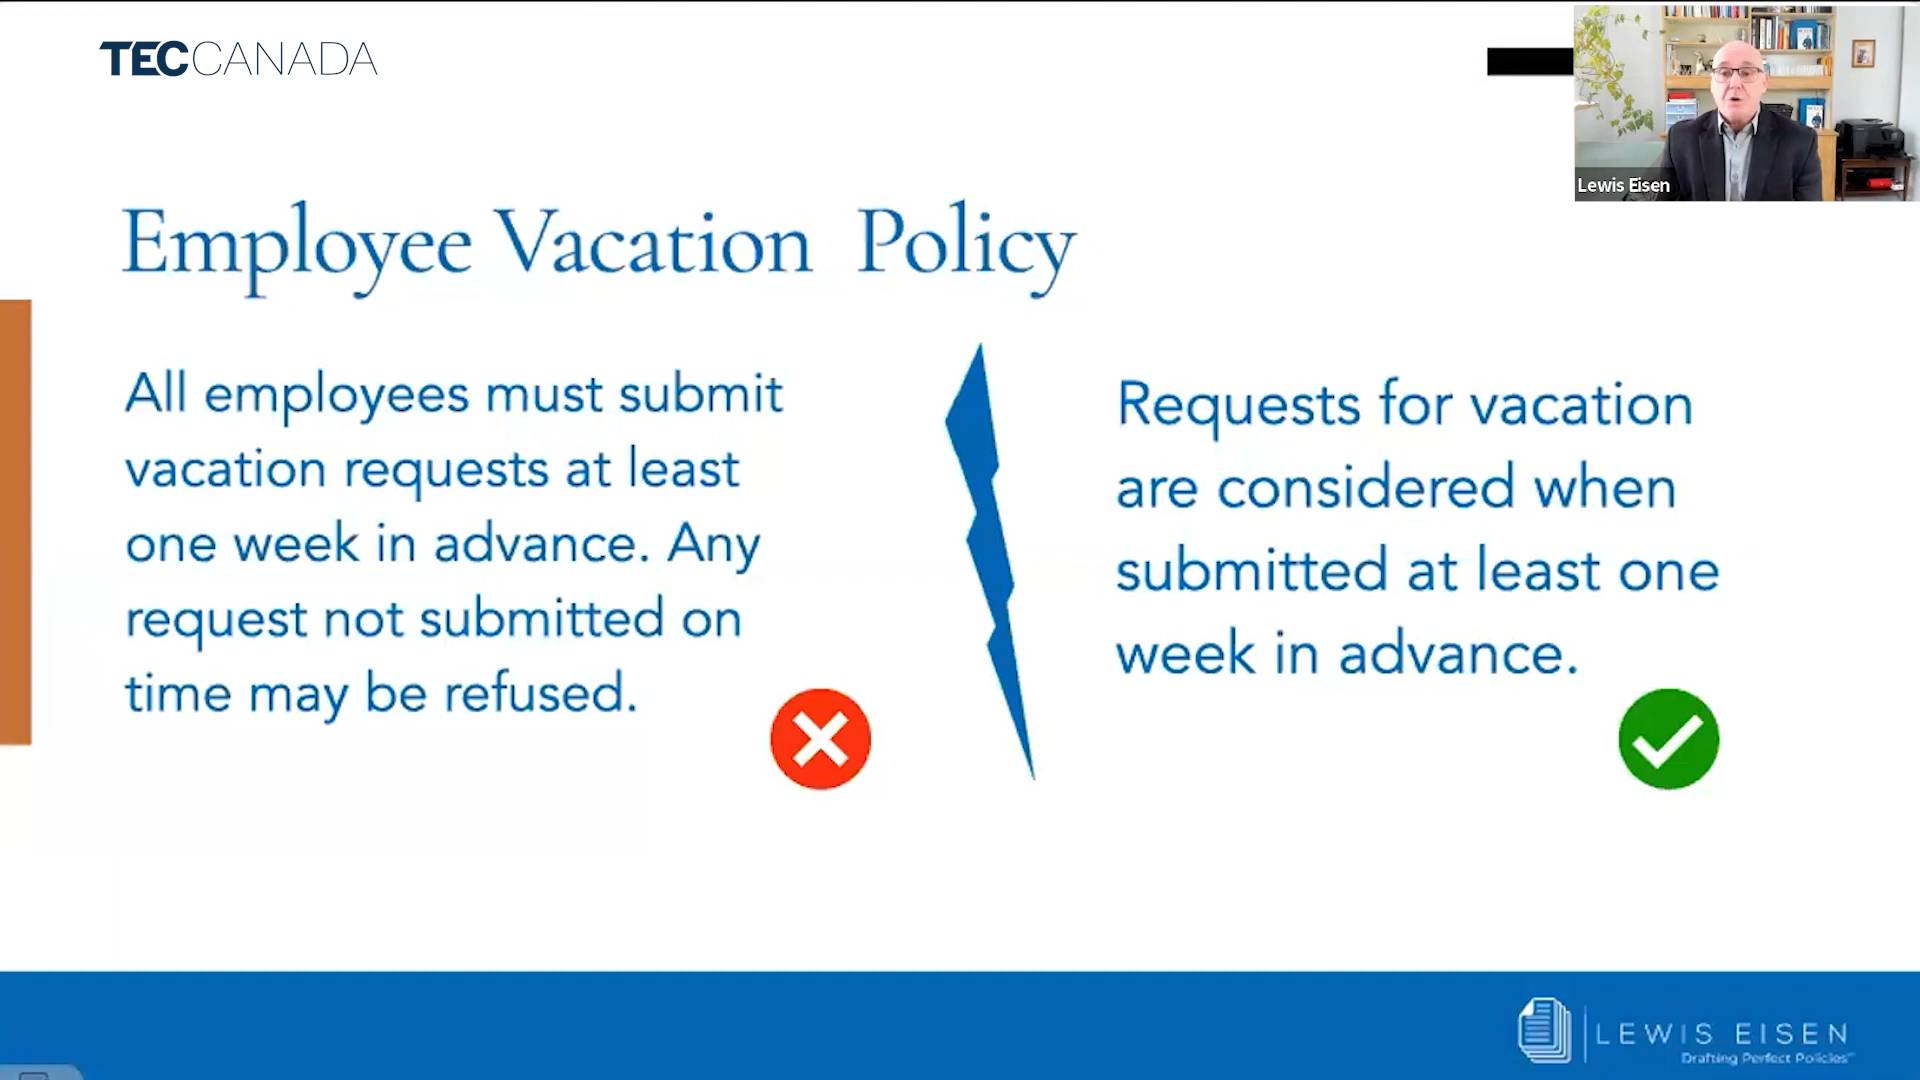 TECCANADA
Lewis Eisen
Employee Vacation Policy
All employees must submit
vacation requests at least
one week in advance. Any
request not submitted on
time may be refused.
Requests for vacation
are considered when
submitted at least one
week in advance.
LEWIS EISEN
Drafting Perfect Policies™